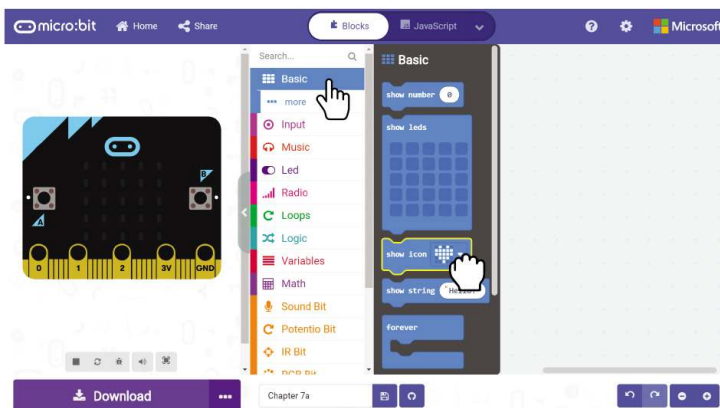 micro:bit Home Share Blocks JavaScript Microsoft
Search...
Basic
more
Input
Music
Led
Radio
Loops
Logic
Variables
Math
Sound Bit
Potentio Bit
IR Bit
Basic
show number 0
show leds
show icon
show string
forever
B
A
0 1 2 3V GND
Download
Chapter 7a